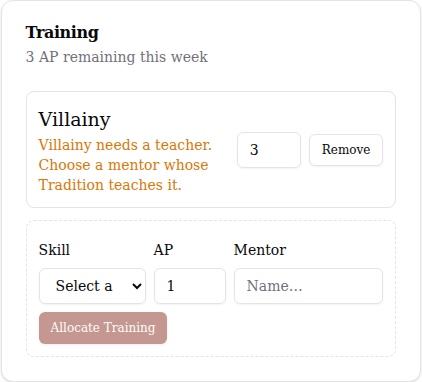 Training
3 AP remaining this week
Villainy
Villainy needs a teacher.
Choose a mentor whose
Tradition teaches it.
3
Remove
Skill AP Mentor
Select a 1 Name...
Allocate Training